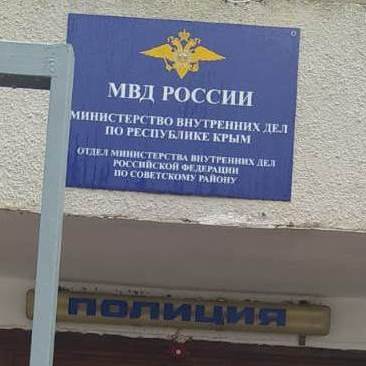 МВД РОССИИ
МИНИСТЕРСТВО ВНУТРЕННИХ ДЕЛ
ПО РЕСПУБЛИКЕ КРЫМ
ОТДЕЛ МИНИСТЕРСТВА ВНУТРЕННИХ ДЕЛ
РОССИЙСКОЙ ФЕДЕРАЦИИ
ПО СОВЕТСКОМУ РАЙОНУ
ПОЛИЦИЯ